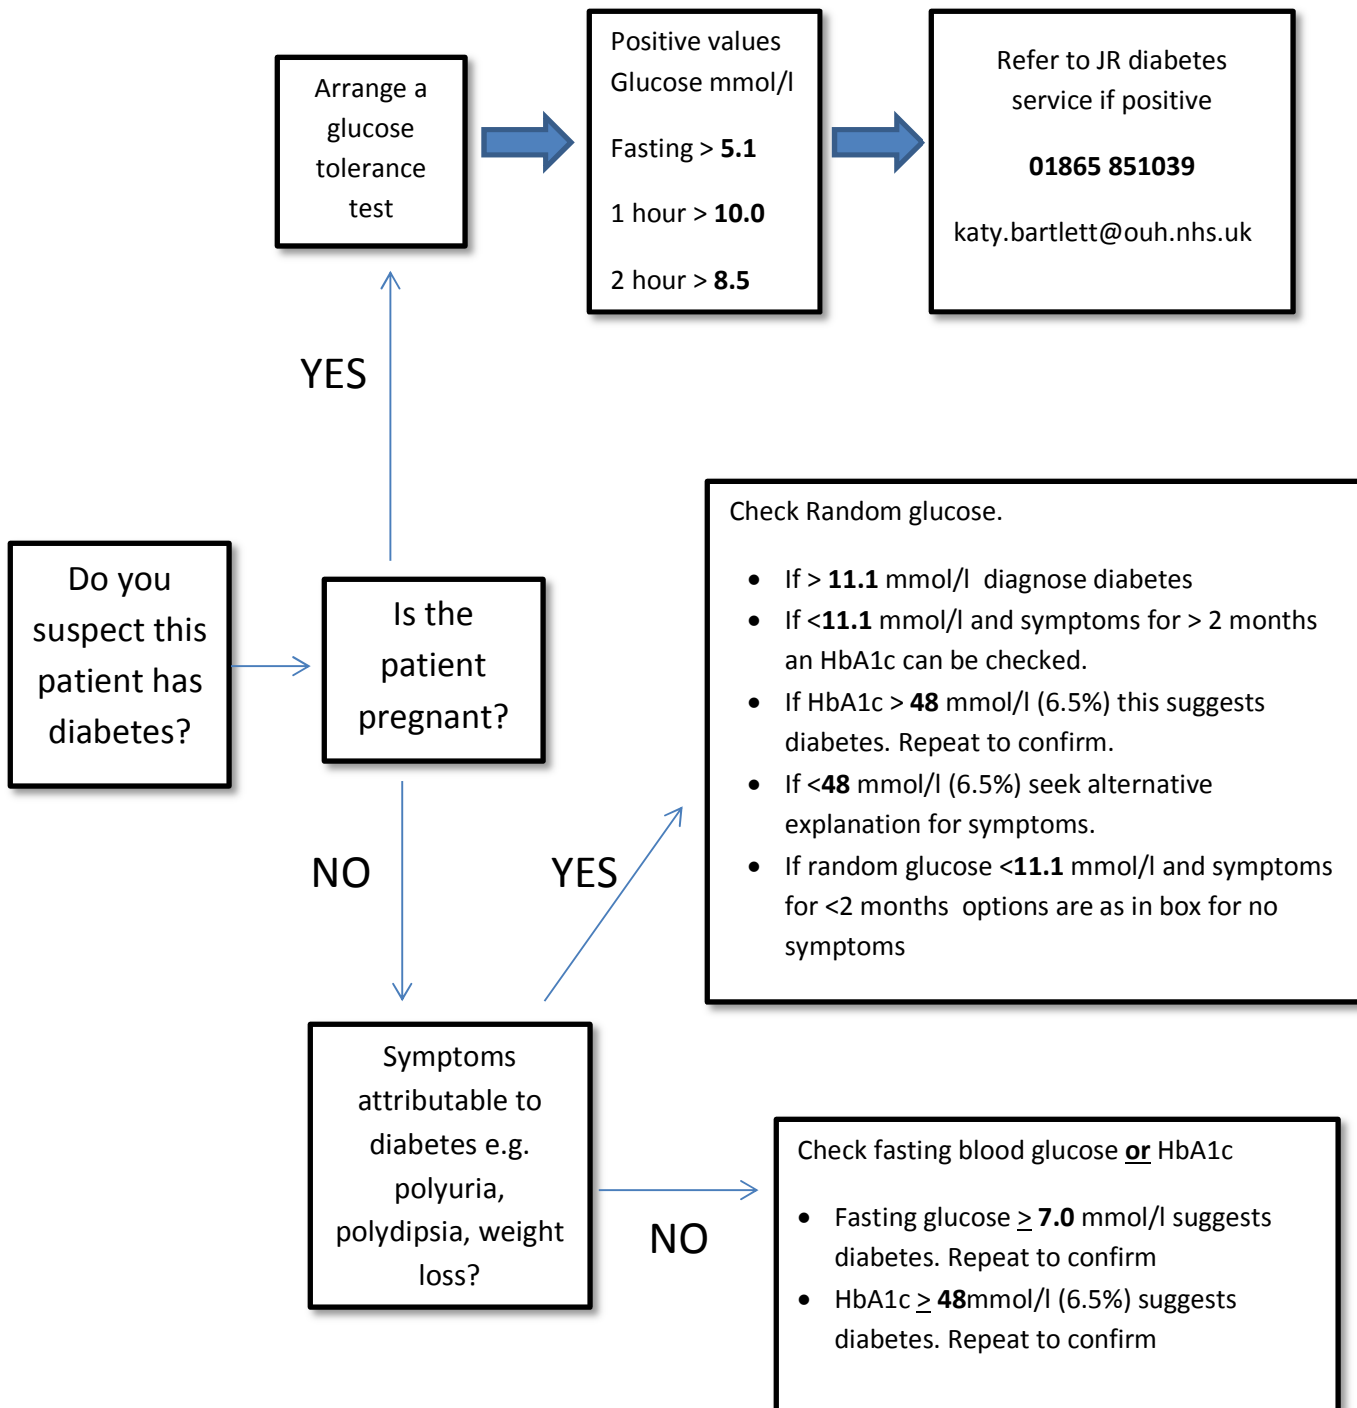 Arrange a
glucose
tolerance
test
Positive values
Glucose mmol/l
Fasting > 5.1
1 hour > 10.0
2 hour > 8.5
Refer to JR diabetes
service if positive
01865 851039
katy.bartlett@ouh.nhs.uk
YES
Do you
suspect this
patient has
diabetes?
Is the
patient
pregnant?
Check Random glucose.
• If > 11.1 mmol/l  diagnose diabetes
• If <11.1 mmol/l and symptoms for > 2 months
an HbA1c can be checked.
• If HbA1c > 48 mmol/l (6.5%) this suggests
diabetes. Repeat to confirm.
• If <48 mmol/l (6.5%) seek alternative
explanation for symptoms.
• If random glucose <11.1 mmol/l and symptoms
for <2 months  options are as in box for no
symptoms
NO
YES
Symptoms
attributable to
diabetes e.g.
polyuria,
polydipsia, weight
loss?
NO
Check fasting blood glucose or HbA1c
• Fasting glucose ≥ 7.0 mmol/l suggests
diabetes. Repeat to confirm
• HbA1c ≥ 48mmol/l (6.5%) suggests
diabetes. Repeat to confirm